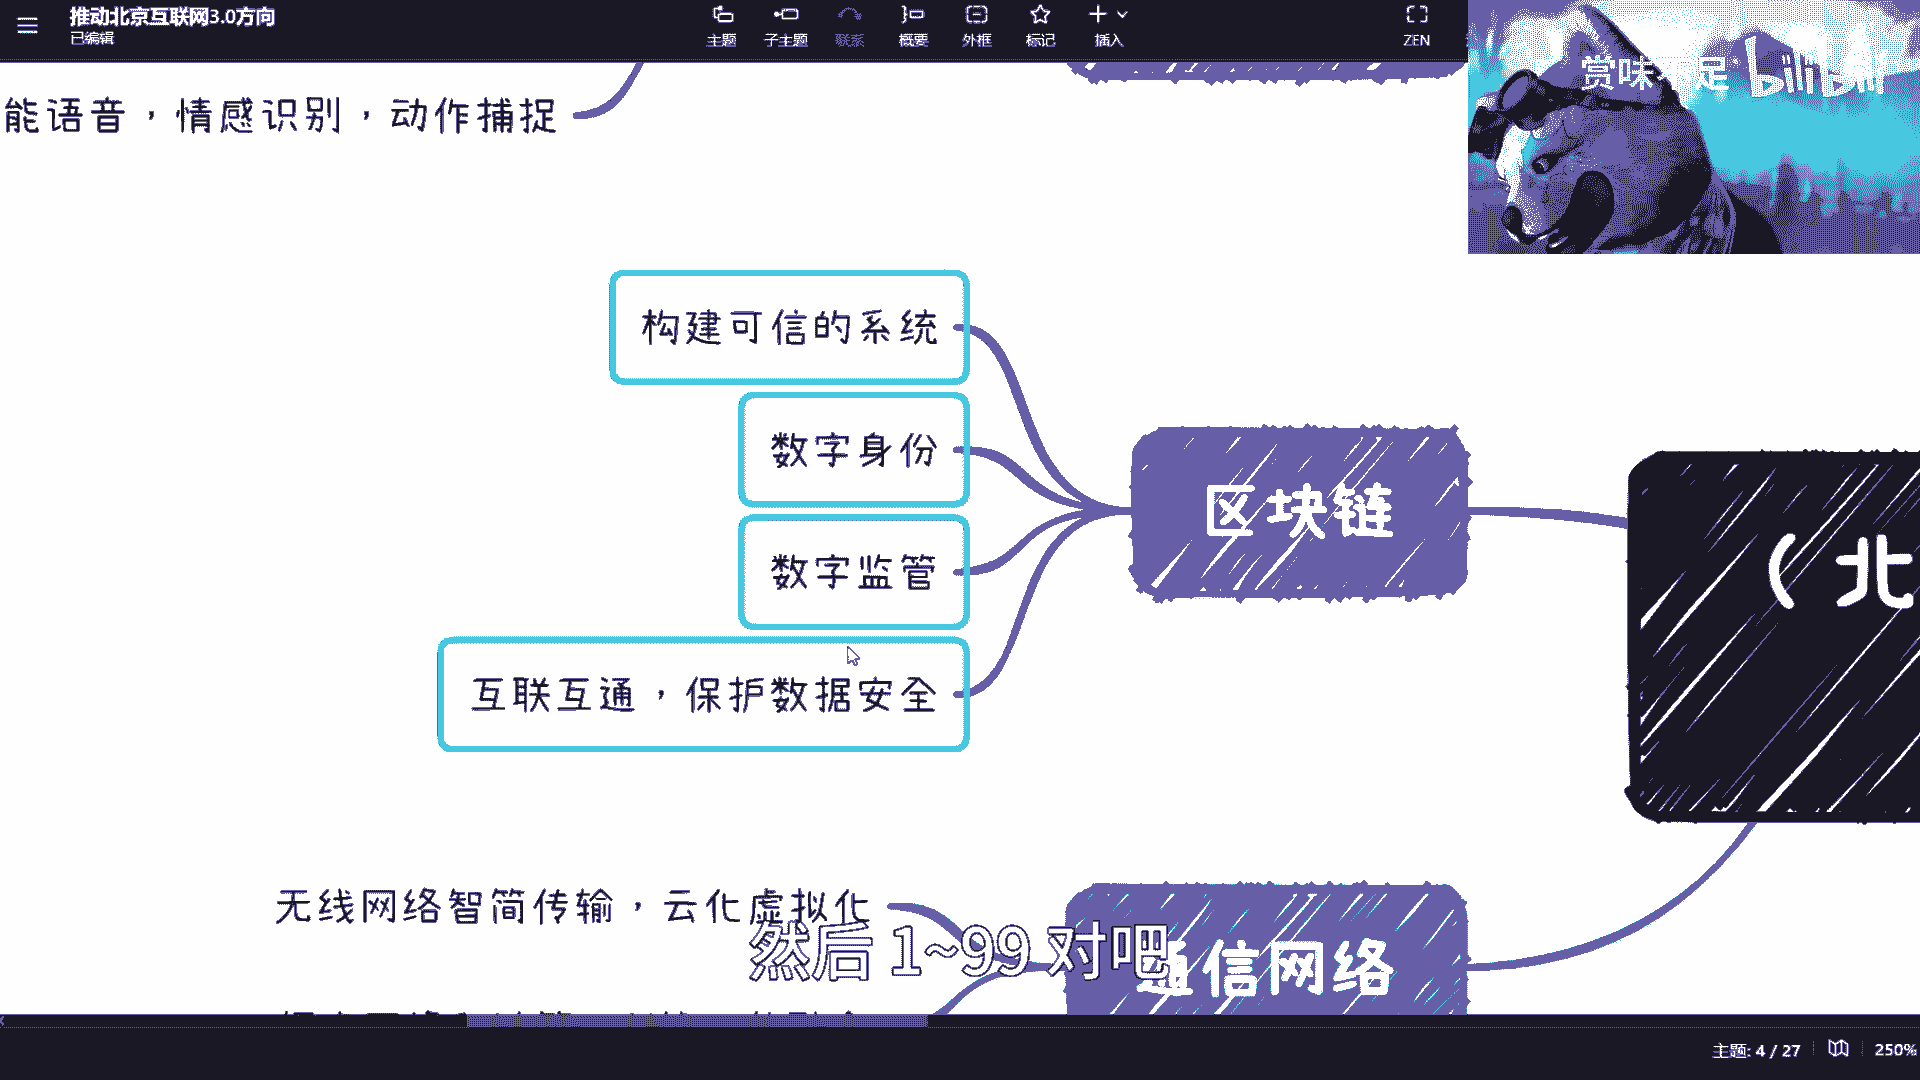 推动北京互联网3.0方向
已编辑
主题
子主题
联系
概要
外框
标记
插入
ZEN
赏味不足
bilibili
能语音，情感识别，动作捕捉
构建可信的系统
数字身份
数字监管
互联互通，保护数据安全
区块链
（北
无线网络智简传输，云化虚拟化
通信网络
然后 1~99 对吧
主题: 4 / 27
250%